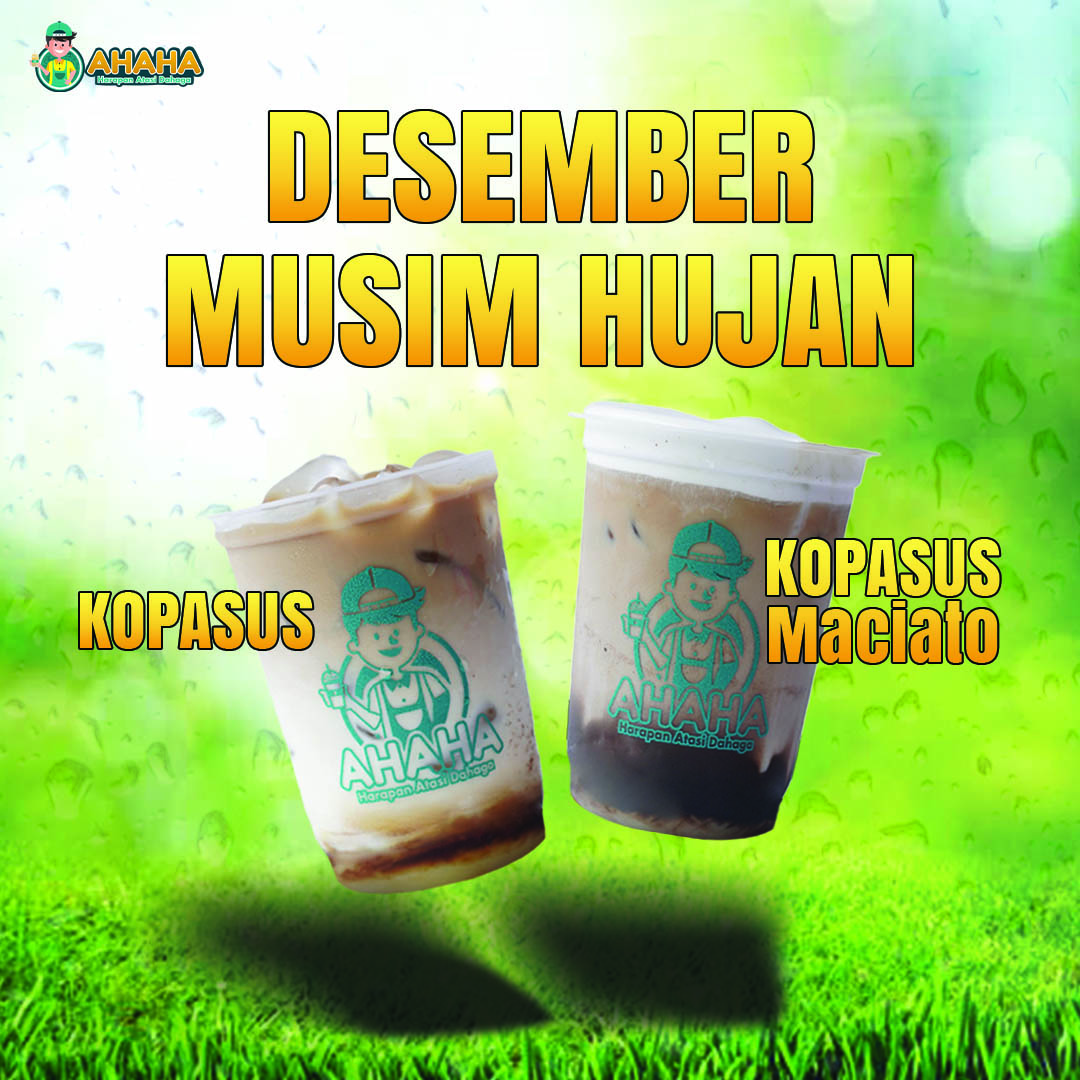 AHAHA
Harapan Atasi Dahaga
DESEMBER
MUSIM HUJAN
KOPASUS
KOPASUS
Maciato
AHAHA
Harapan Atasi Dahaga
AHAHA
Harapan Atasi Dahaga